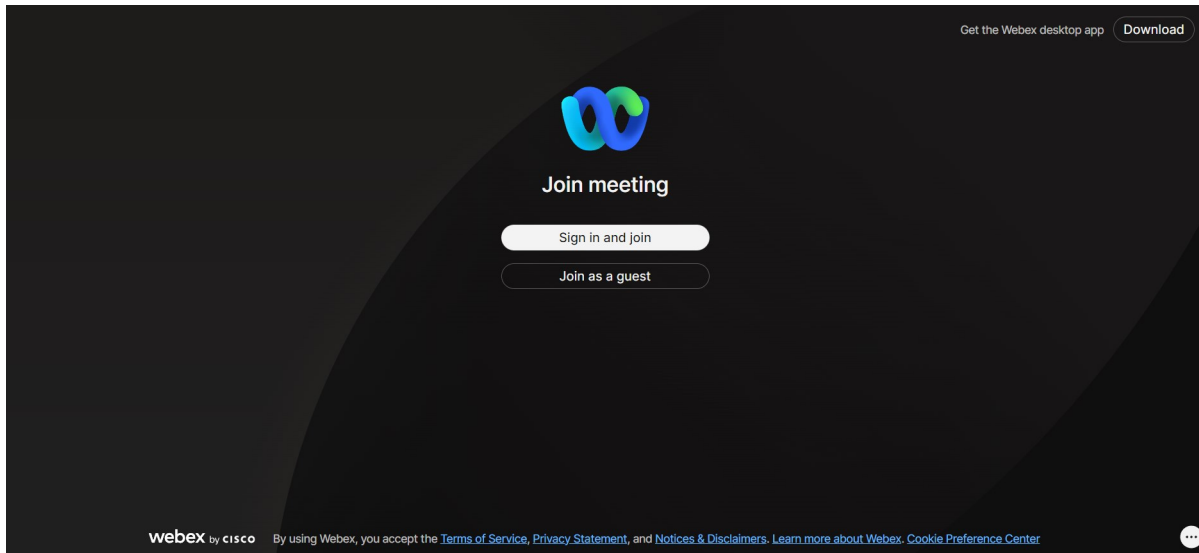 Get the Webex desktop app Download
Join meeting
Sign in and join
Join as a guest
webex by CISCO By using Webex, you accept the Terms of Service, Privacy Statement, and Notices & Disclaimers. Learn more about Webex. Cookie Preference Center